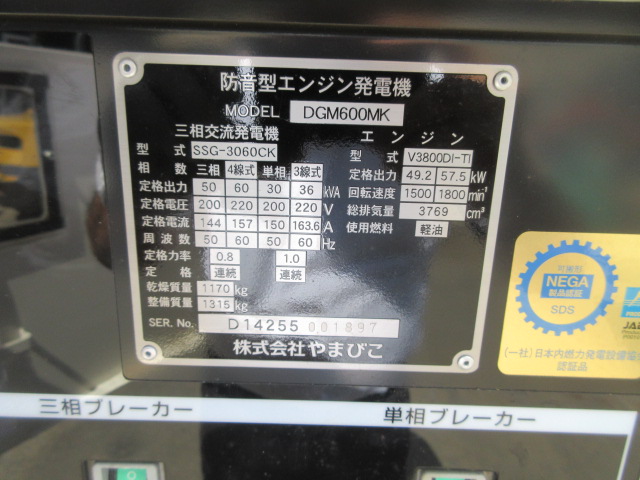 防音型エンジン発電機
MODEL DGM600MK
三相交流発電機
型式 SSG-3060CK
相数 三相 4線式 単相 3線式
定格出力 50 60 30 36 kVA
定格電圧 200 220 200 220 V
定格電流 144 157 150 163.6 A
周波数 50 60 50 60 Hz
定格力率 0.8 1.0
定格 連続 連続
乾燥質量 1170 kg
整備質量 1315 kg
エンジン
型式 V3800DI-TI
定格出力 49.2 57.5 kW
回転速度 1500 1800 min⁻¹
総排気量 3769 cm³
使用燃料 軽油
SER. No. D14255 001897
株式会社やまびこ
可搬形
NEGA
製品認証
SDS
(一社)日本内燃力発電設備協
認証品
三相ブレーカー
単相ブレーカー